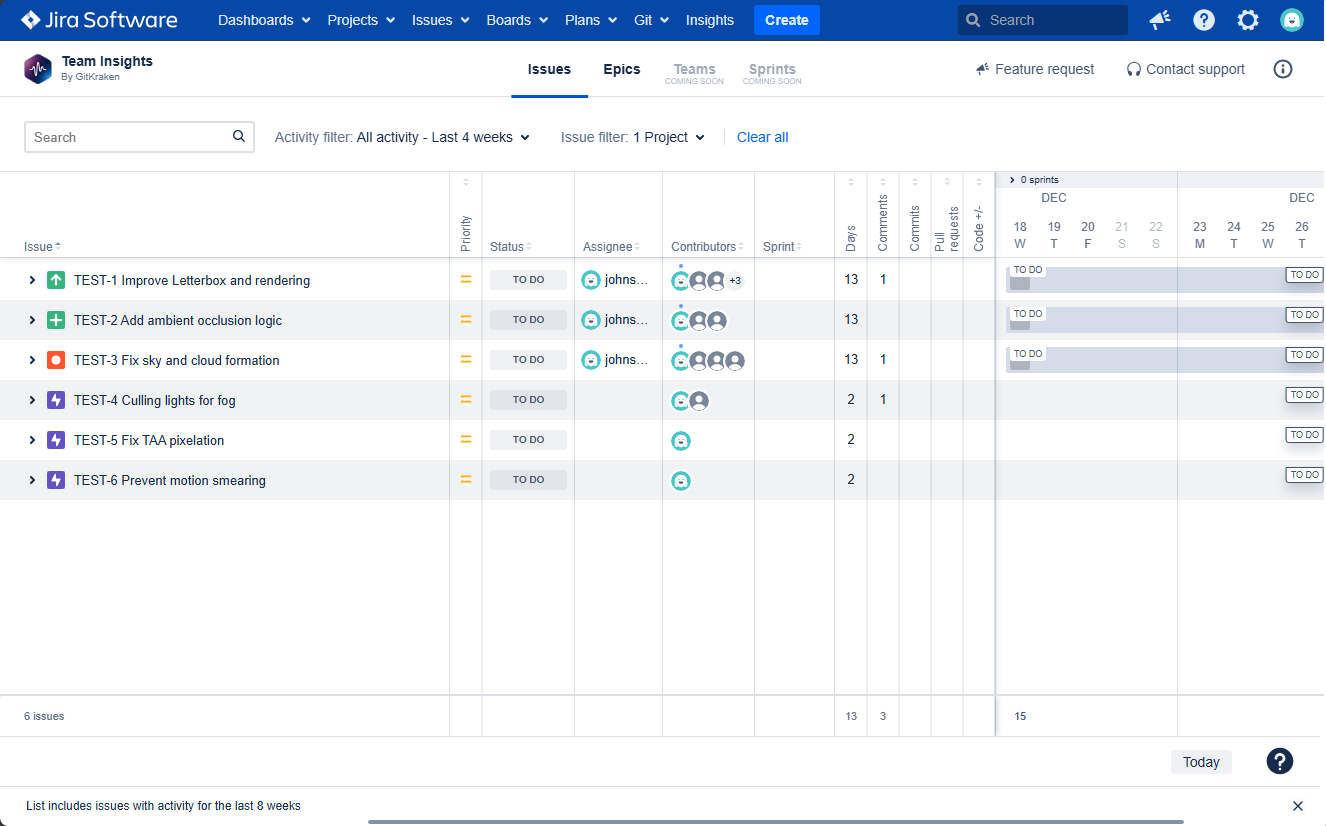 Jira Software Dashboards Projects Issues Boards Plans Git Insights Create Search
Team Insights
By GitKraken
Issues Epics Teams Sprints
COMING SOON COMING SOON
Feature request Contact support
Search Activity filter: All activity - Last 4 weeks Issue filter: 1 Project Clear all
0 sprints
DEC DEC
18 19 20 21 22 23 24 25 26
W T F S S M T W T
Issue Priority Status Assignee Contributors Sprint Days Comments Commits Pull requests Code +/-
TEST-1 Improve Letterbox and rendering TO DO johns... +3 13 1 TO DO TO DO
TEST-2 Add ambient occlusion logic TO DO johns... 13 TO DO TO DO
TEST-3 Fix sky and cloud formation TO DO johns... 13 1 TO DO TO DO
TEST-4 Culling lights for fog TO DO 2 1 TO DO
TEST-5 Fix TAA pixelation TO DO 2 TO DO
TEST-6 Prevent motion smearing TO DO 2 TO DO
6 issues 13 3 15
Today ?
List includes issues with activity for the last 8 weeks